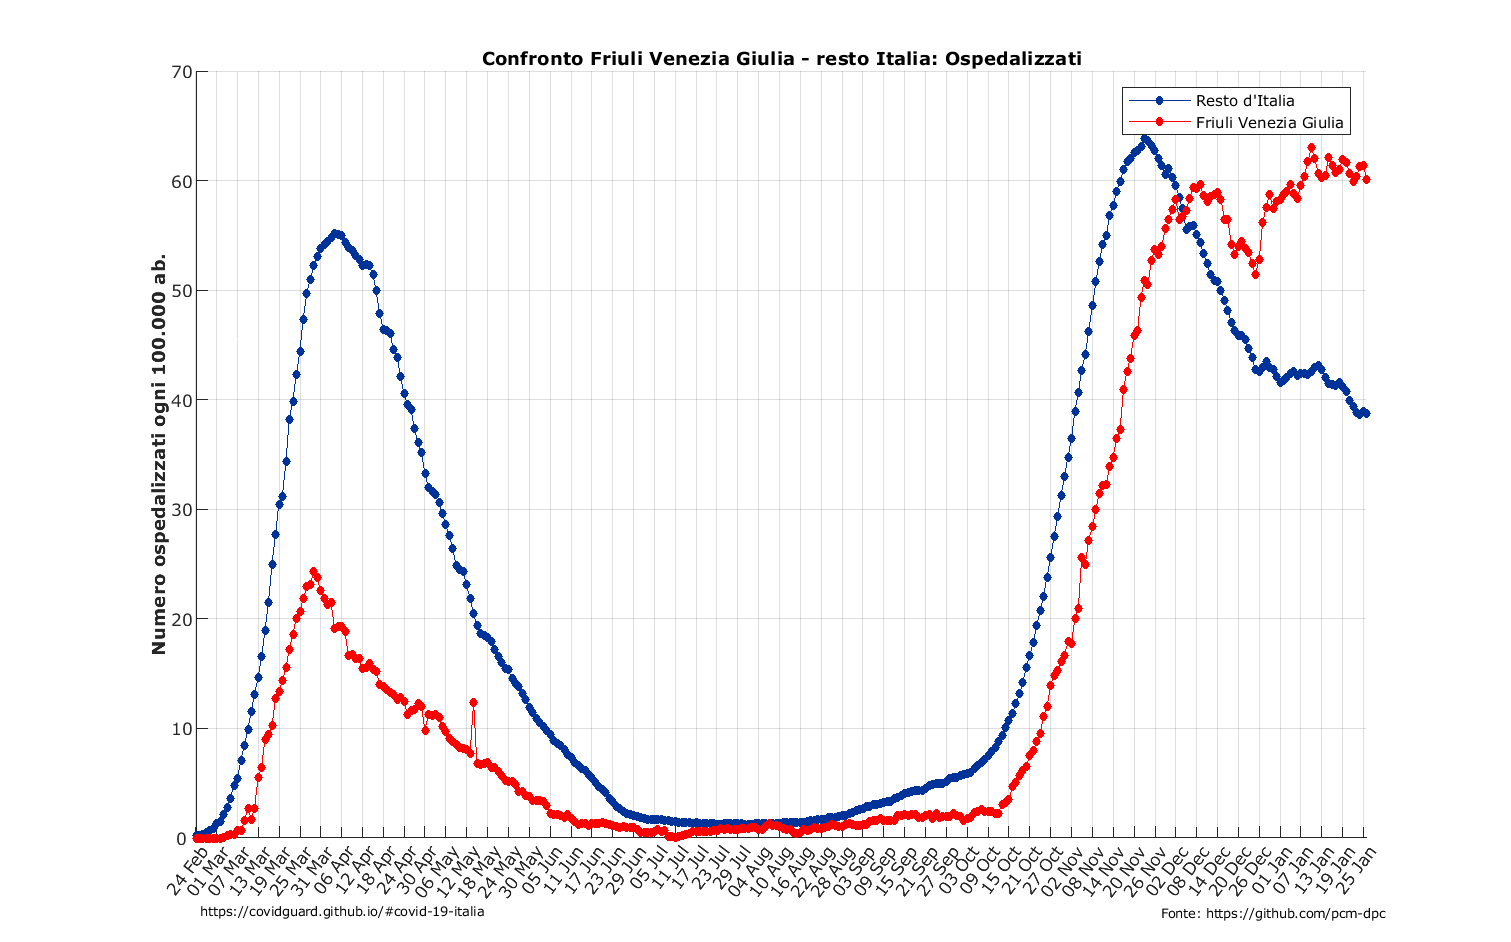 Confronto Friuli Venezia Giulia - resto Italia: Ospedalizzati
Resto d'Italia
Friuli Venezia Giulia
Numero ospedalizzati ogni 100.000 ab.
70
60
50
40
30
20
10
0
24 Feb
01 Mar
07 Mar
13 Mar
19 Mar
25 Mar
31 Mar
06 Apr
12 Apr
18 Apr
24 Apr
30 Apr
06 May
12 May
18 May
24 May
30 May
05 Jun
11 Jun
17 Jun
23 Jun
29 Jun
05 Jul
11 Jul
17 Jul
23 Jul
29 Jul
04 Aug
10 Aug
16 Aug
22 Aug
28 Aug
03 Sep
09 Sep
15 Sep
21 Sep
27 Sep
03 Oct
09 Oct
15 Oct
21 Oct
27 Oct
02 Nov
08 Nov
14 Nov
20 Nov
26 Nov
02 Dec
08 Dec
14 Dec
20 Dec
26 Dec
01 Jan
07 Jan
13 Jan
19 Jan
25 Jan
https://covidguard.github.io/#covid-19-italia
Fonte: https://github.com/pcm-dpc